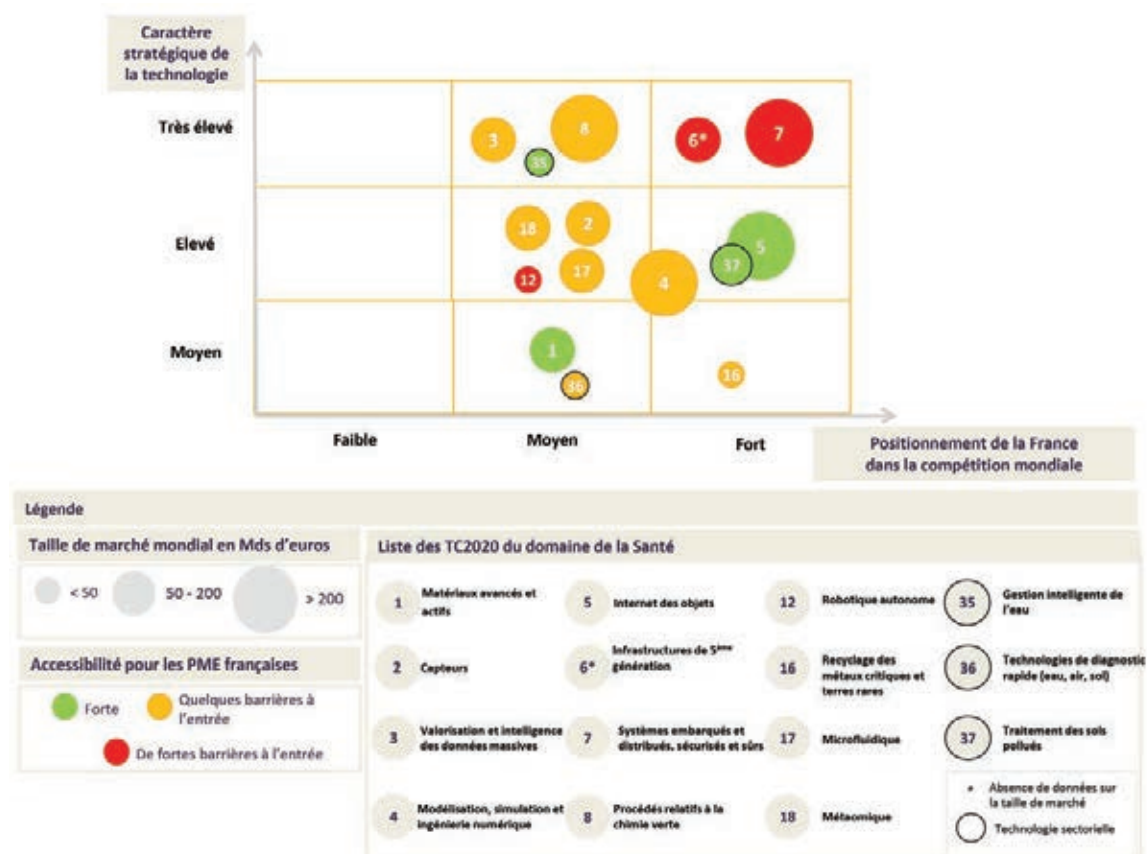 Caractère
stratégique de
la technologie
Très élevé
3
8
35
6*
7
Elevé
18
2
5
37
17
12
4
Moyen
1
36
16
Faible
Moyen
Fort
Positionnement de la France
dans la compétition mondiale
Légende
Taille de marché mondial en Mds d'euros
< 50
50 - 200
> 200
Accessibilité pour les PME françaises
Forte
Quelques barrières à
l'entrée
De fortes barrières à l'entrée
Liste des TC2020 du domaine de la Santé
1
Matériaux avancés et
actifs
5
Internet des objets
12
Robotique autonome
35
Gestion intelligente de
l'eau
2
Capteurs
6*
Infrastructures de 5ème
génération
16
Recyclage des
métaux critiques et
terres rares
36
Technologies de diagnostic
rapide (eau, air, sol)
3
Valorisation et intelligence
des données massives
7
Systèmes embarqués et
distribués, sécurisés et sûrs
17
Microfluidique
37
Traitement des sols
pollués
4
Modélisation, simulation et
ingénierie numérique
8
Procédés relatifs à la
chimie verte
18
Métaomique
* Absence de données sur
la taille de marché
Technologie sectorielle